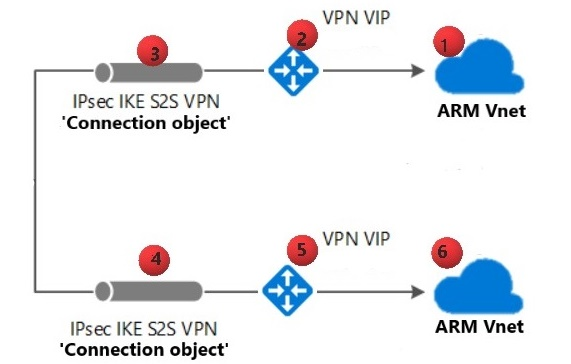 VPN VIP
3
2
1
IPsec IKE S2S VPN
'Connection object'
ARM Vnet
VPN VIP
4
5
6
IPsec IKE S2S VPN
'Connection object'
ARM Vnet